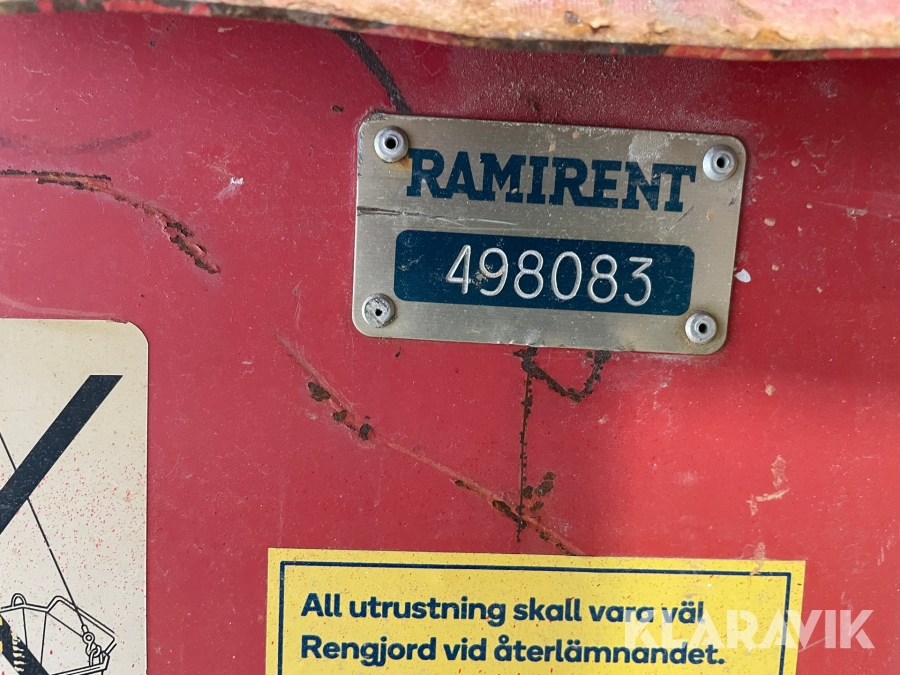 RAMIRENT
498083
All utrustning skall vara väl
Rengjord vid återlämnandet.
KLARAVIK